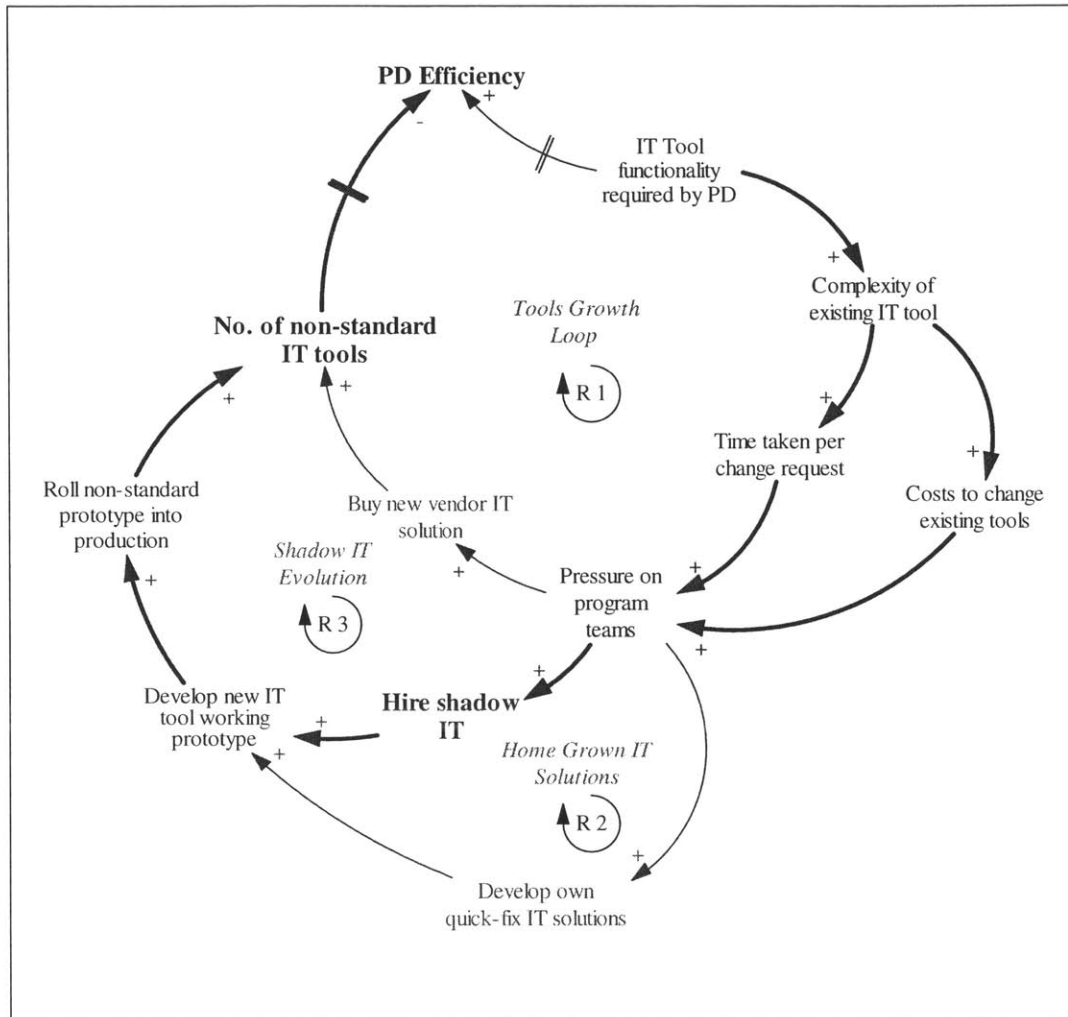 PD Efficiency
+
-
IT Tool
functionality
required by PD
+
Complexity of
existing IT tool
Tools Growth
Loop
R 1
No. of non-standard
IT tools
+
+
+
Time taken per
change request
+
Costs to change
existing tools
Roll non-standard
prototype into
production
Buy new vendor IT
solution
Shadow IT
Evolution
R 3
+
+
+
Pressure on
program
teams
+
+
Develop new IT
tool working
prototype
Hire shadow
IT
+
+
Home Grown IT
Solutions
R 2
+
Develop own
quick-fix IT solutions